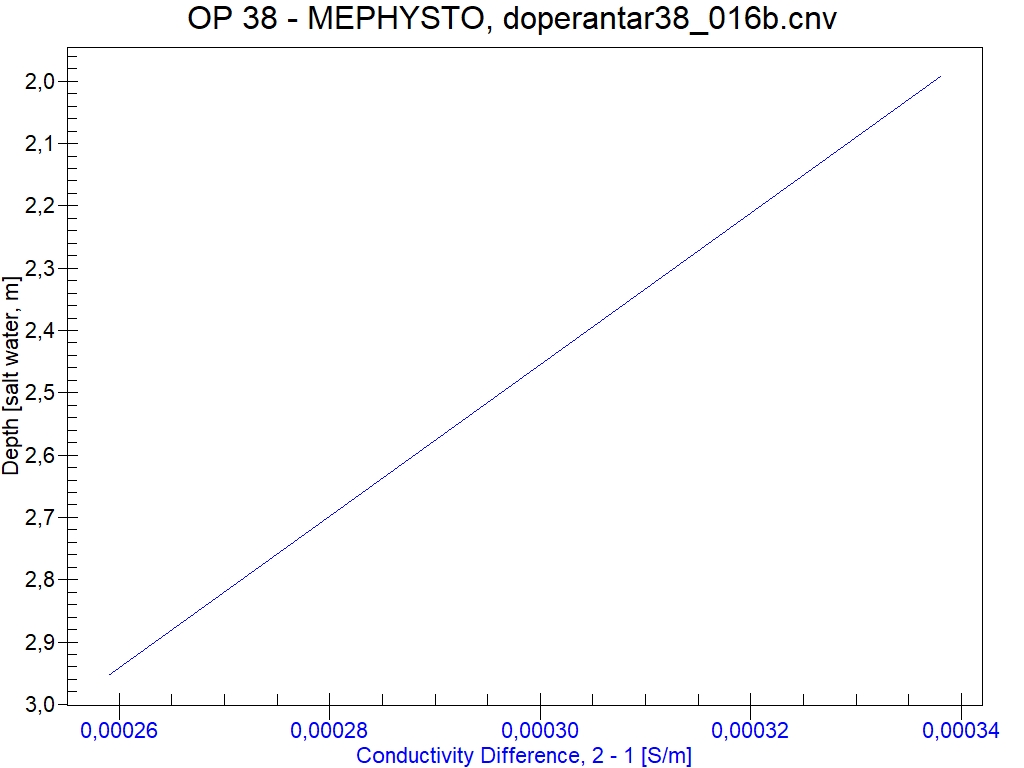 OP 38 - MEPHYSTO, doperantar38_016b.cnv
Depth [salt water, m]
2,0
2,1
2,2
2,3
2,4
2,5
2,6
2,7
2,8
2,9
3,0
0,00026 0,00028 0,00030 0,00032 0,00034
Conductivity Difference, 2 - 1 [S/m]